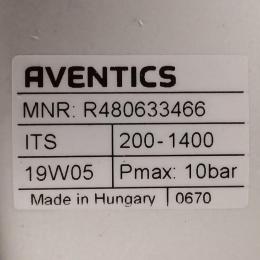 AVENTICS
MNR: R480633466
ITS 200-1400
19W05 Pmax: 10bar
Made in Hungary 0670